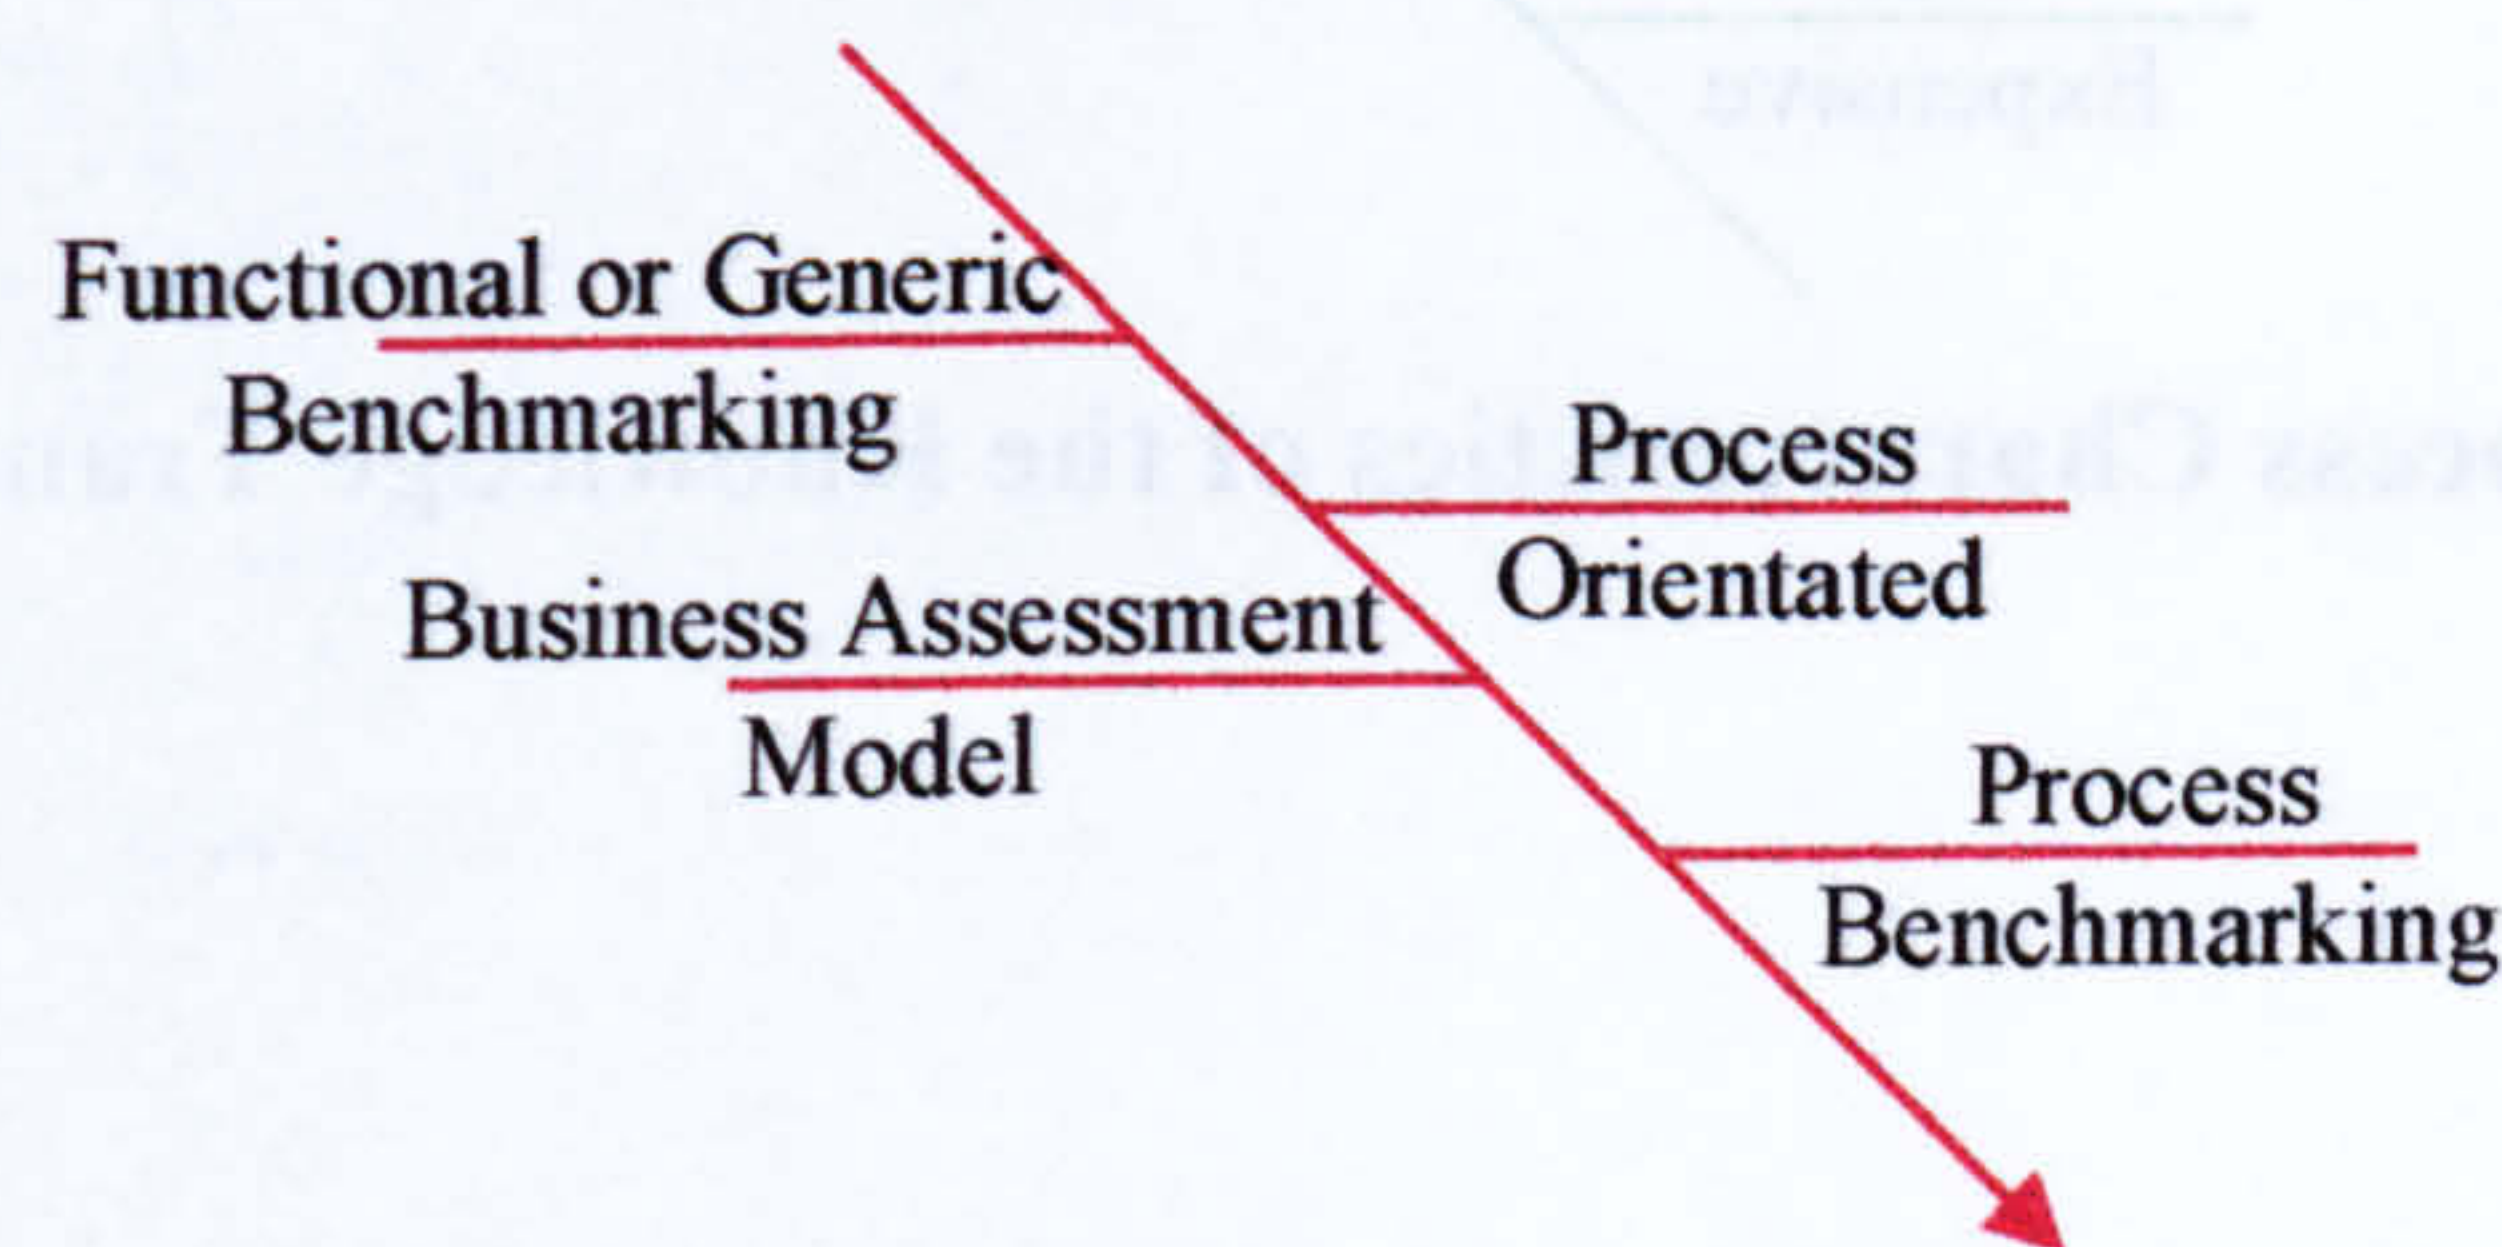 Functional or Generic
Benchmarking
Process
Orientated
Business Assessment
Model
Process
Benchmarking